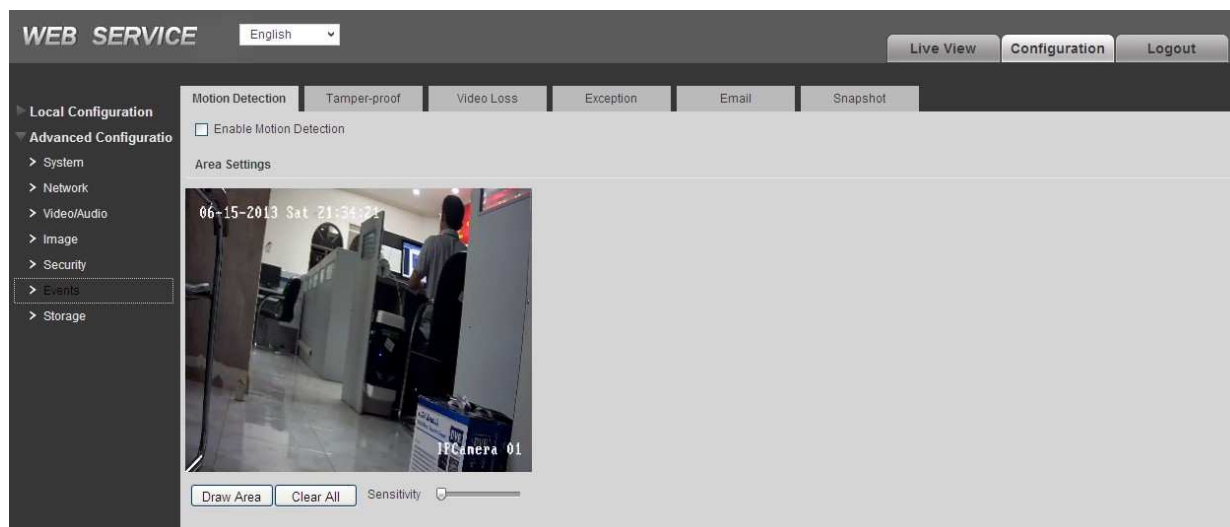 WEB SERVICE
English
Live View
Configuration
Logout
Local Configuration
Advanced Configuratio
System
Network
Video/Audio
Image
Security
Events
Storage
Motion Detection
Tamper-proof
Video Loss
Exception
Email
Snapshot
Enable Motion Detection
Area Settings
06-15-2013 Sat 21:34:21
IPCamera 01
Draw Area
Clear All
Sensitivity